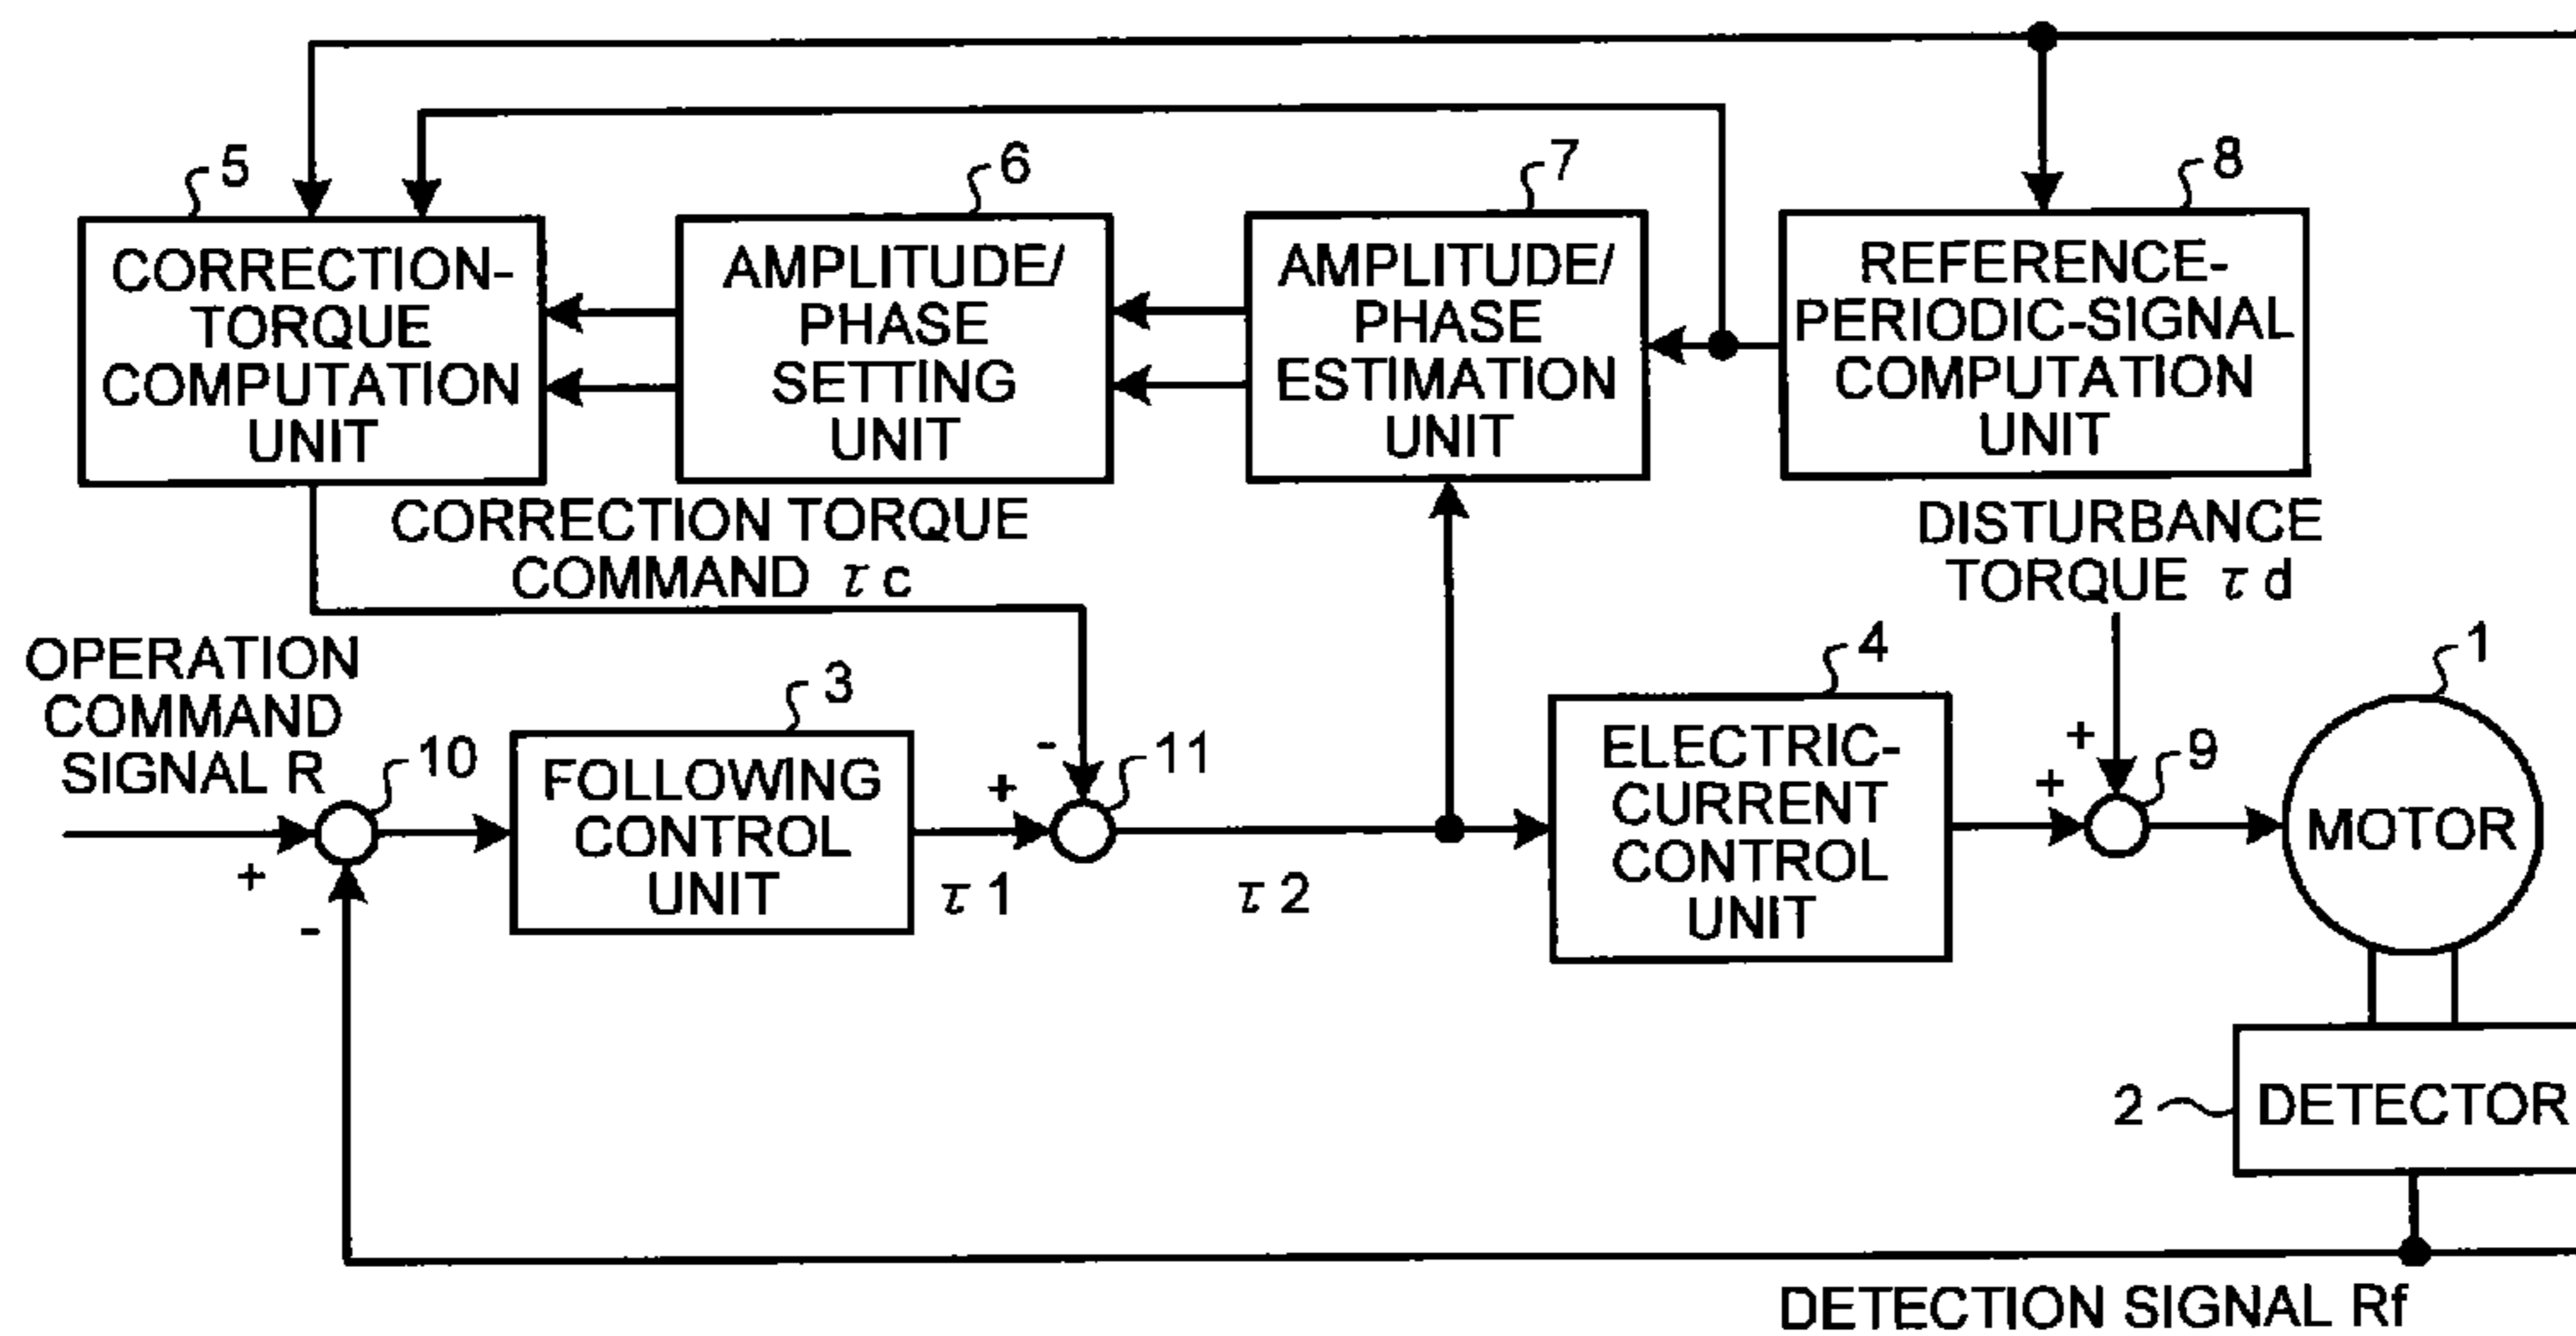 5
6
7
8
CORRECTION-
TORQUE
COMPUTATION
UNIT
AMPLITUDE/
PHASE
SETTING
UNIT
AMPLITUDE/
PHASE
ESTIMATION
UNIT
REFERENCE-
PERIODIC-SIGNAL
COMPUTATION
UNIT
CORRECTION TORQUE
COMMAND τc
DISTURBANCE
TORQUE τd
OPERATION
COMMAND
SIGNAL R
10
+
-
3
FOLLOWING
CONTROL
UNIT
τ1
+
-
11
τ2
4
ELECTRIC-
CURRENT
CONTROL
UNIT
+
+
9
1
MOTOR
2
DETECTOR
DETECTION SIGNAL Rf